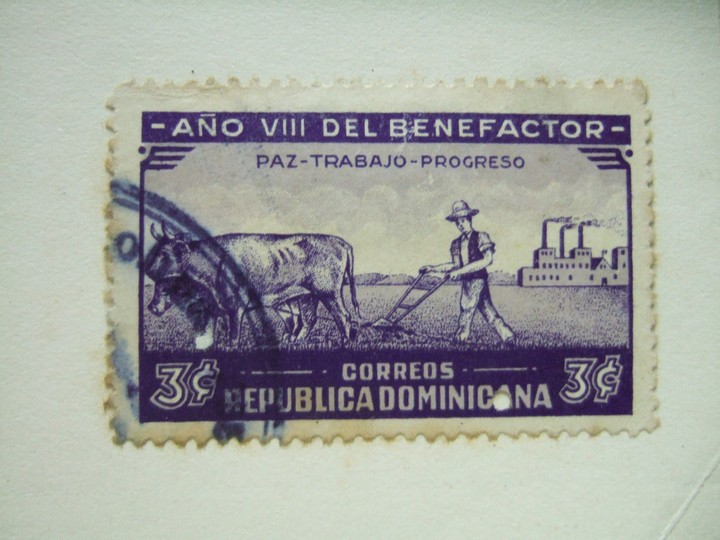 - AÑO VIII DEL BENEFACTOR -
PAZ-TRABAJO-PROGRESO
3¢ CORREOS 3¢
REPUBLICA DOMINICANA